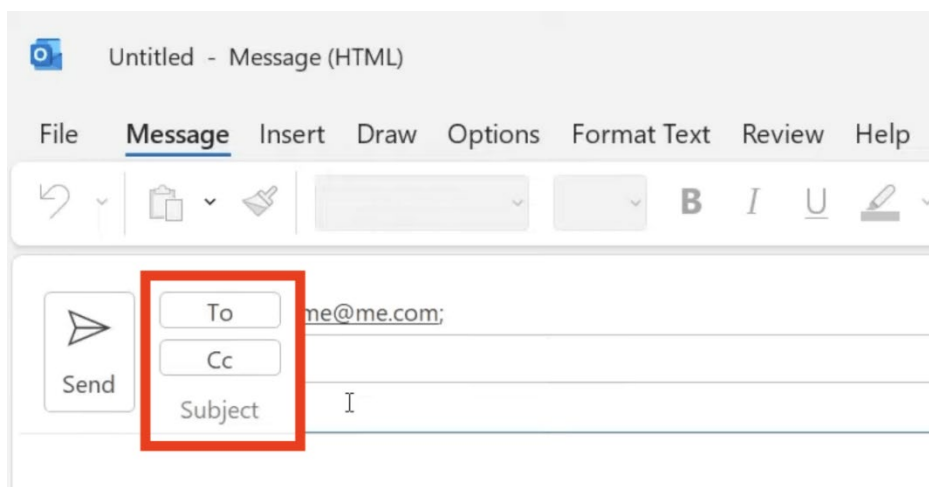 Untitled - Message (HTML)
File Message Insert Draw Options Format Text Review Help
B I U
To me@me.com;
Cc
Send
Subject